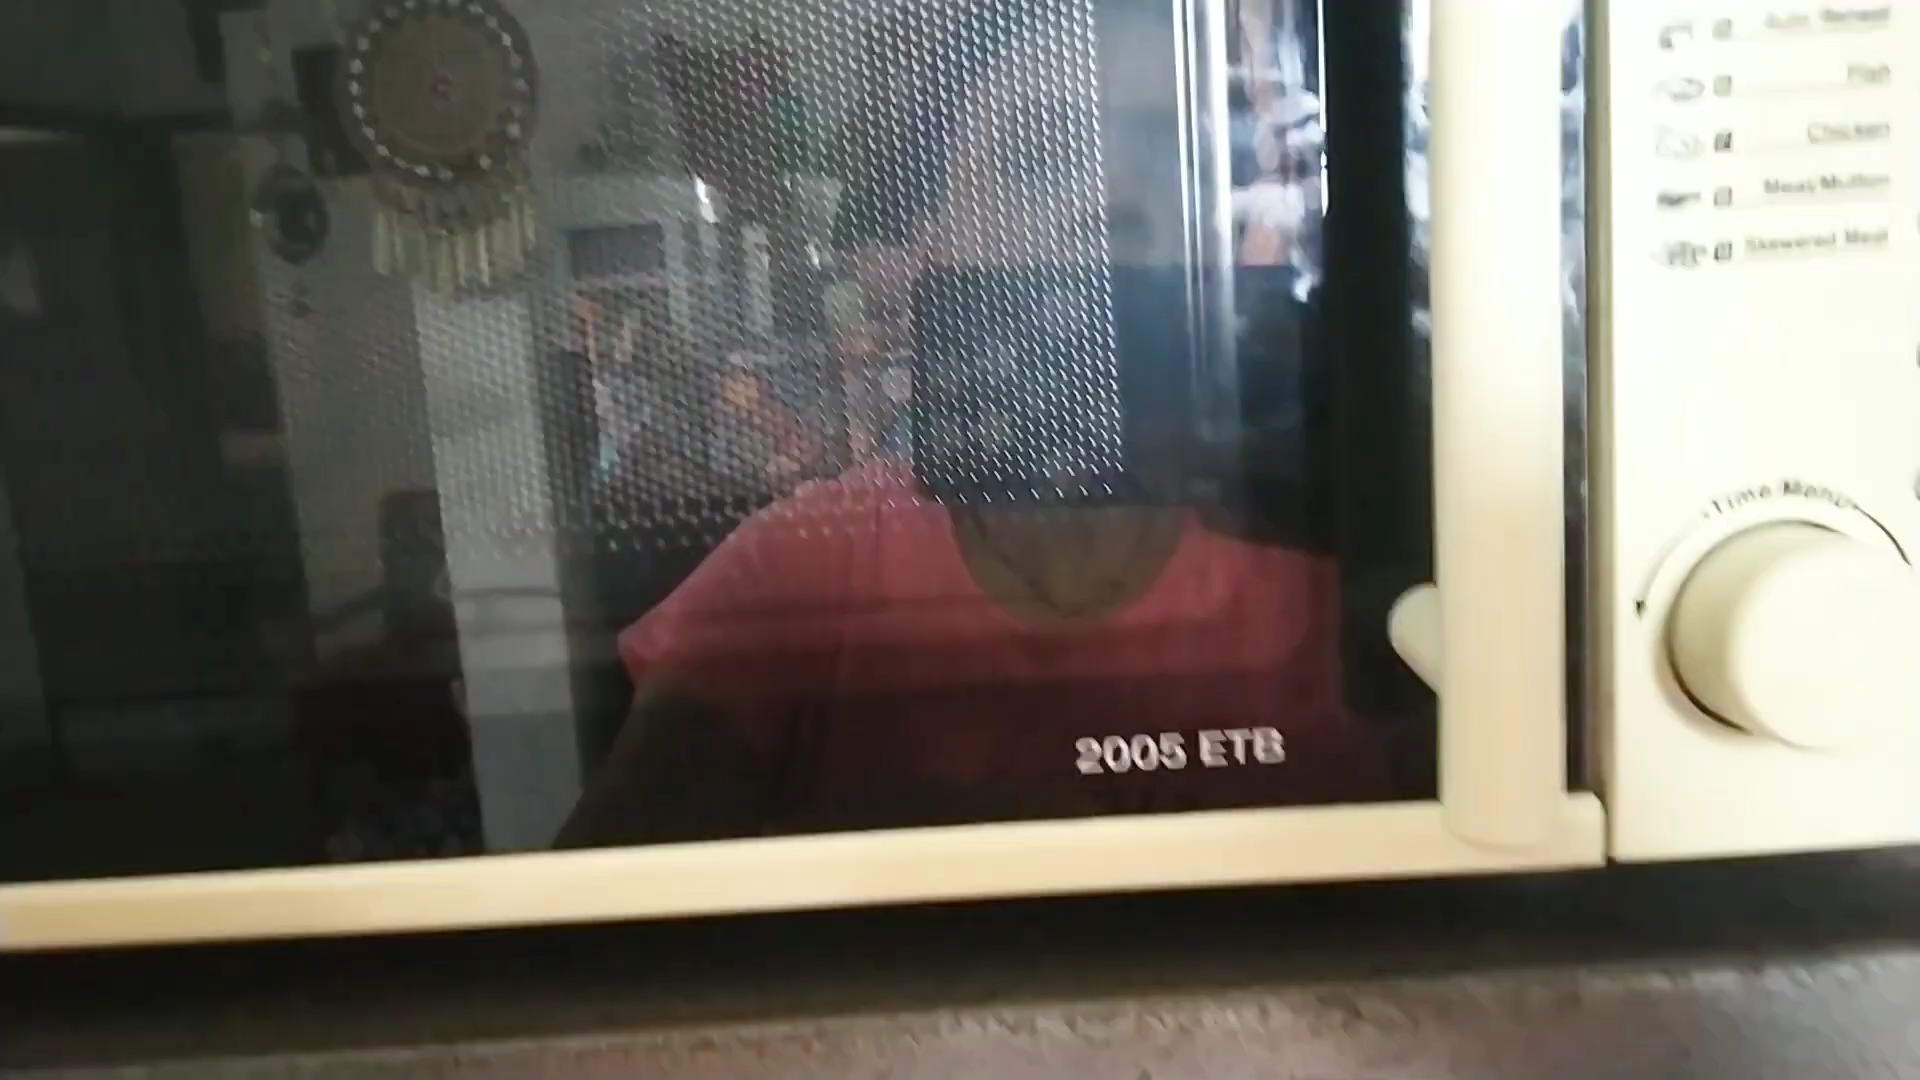 Auto Reheat
Fish
Chicken
Meat/Mutton
Skewered Meat
Time/Menu
2005 ETB